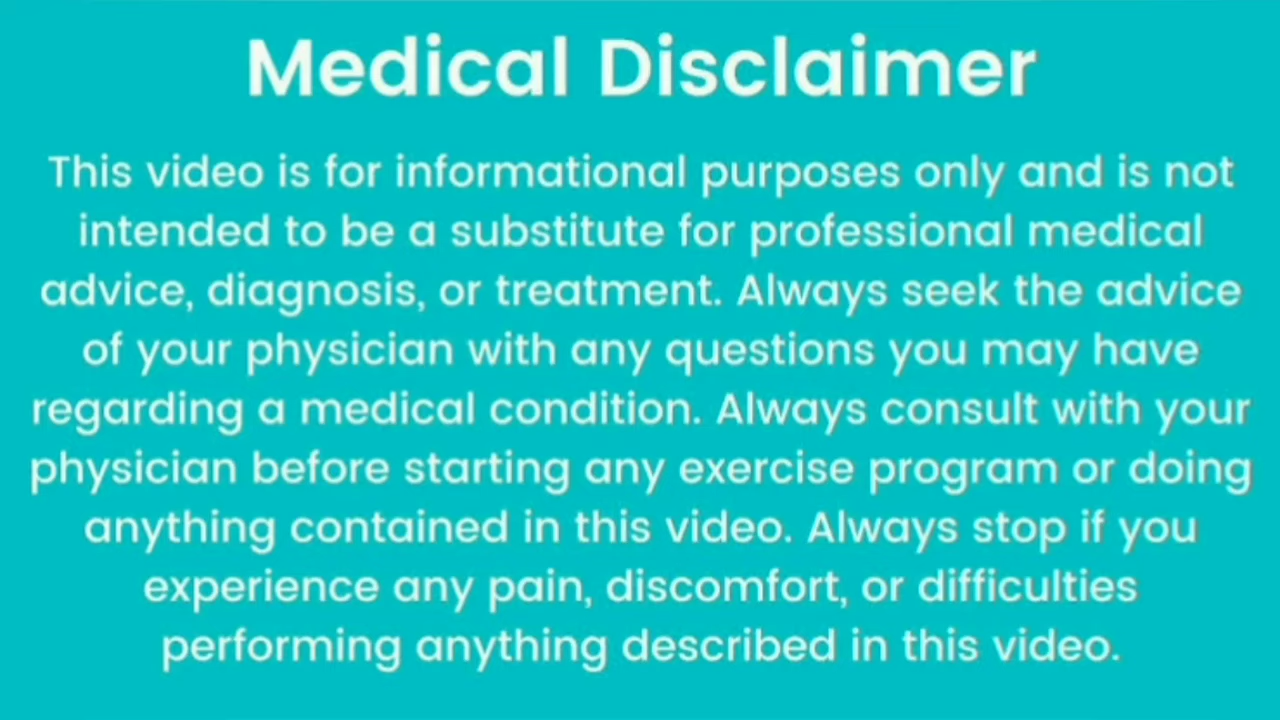 Medical Disclaimer
This video is for informational purposes only and is not
intended to be a substitute for professional medical
advice, diagnosis, or treatment. Always seek the advice
of your physician with any questions you may have
regarding a medical condition. Always consult with your
physician before starting any exercise program or doing
anything contained in this video. Always stop if you
experience any pain, discomfort, or difficulties
performing anything described in this video.